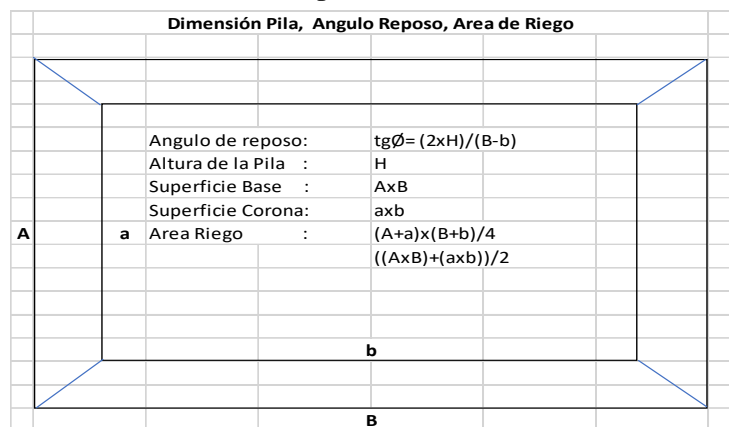 Dimensión Pila, Angulo Reposo, Area de Riego
Angulo de reposo: tgØ= (2xH)/(B-b)
Altura de la Pila : H
Superficie Base : AxB
Superficie Corona: axb
A a Area Riego : (A+a)x(B+b)/4
((AxB)+(axb))/2
b
B